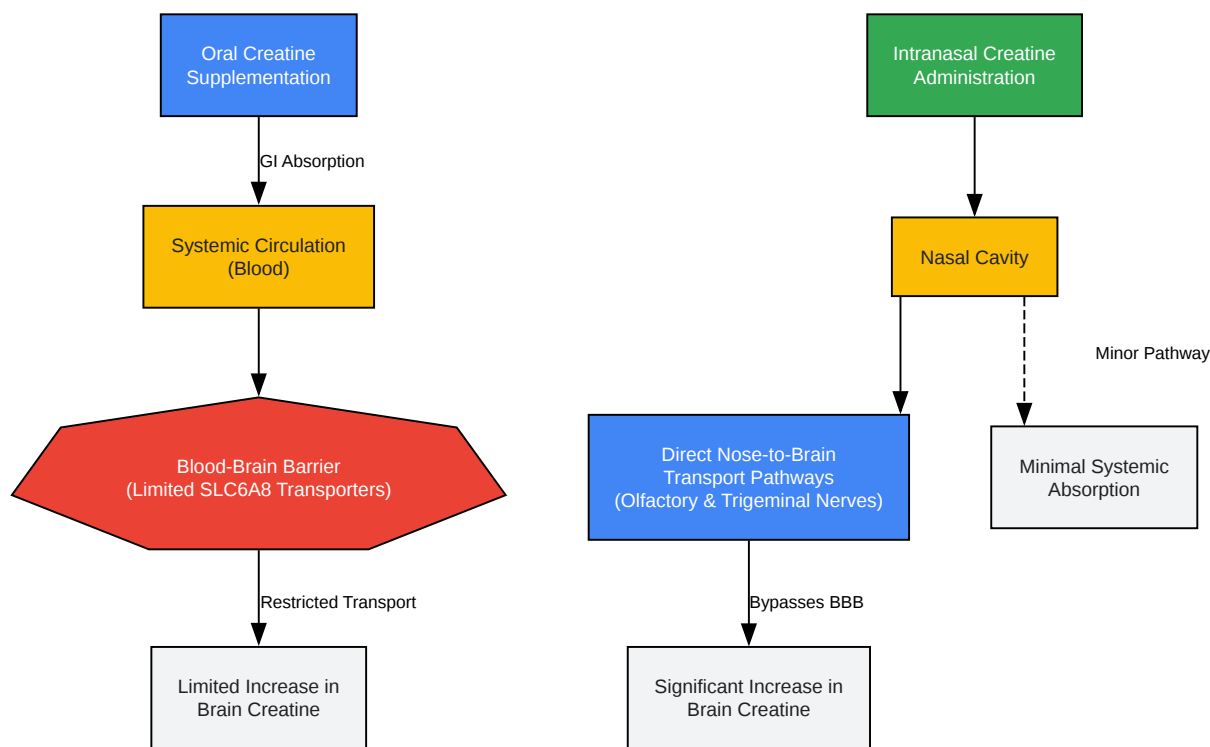 Oral Creatine
Supplementation
GI Absorption
Systemic Circulation
(Blood)
Blood-Brain Barrier
(Limited SLC6A8 Transporters)
Restricted Transport
Limited Increase in
Brain Creatine
Intranasal Creatine
Administration
Nasal Cavity
Minor Pathway
Direct Nose-to-Brain
Transport Pathways
(Olfactory & Trigeminal Nerves)
Minimal Systemic
Absorption
Bypasses BBB
Significant Increase in
Brain Creatine